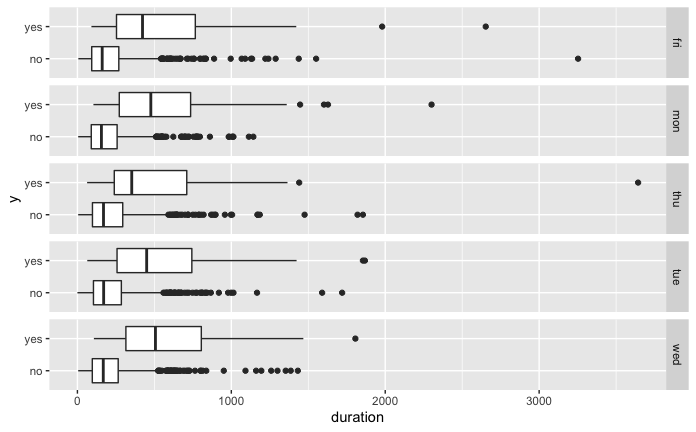 yes
no
fri
yes
no
mon
y
yes
no
thu
yes
no
tue
yes
no
wed
0 1000 2000 3000
duration